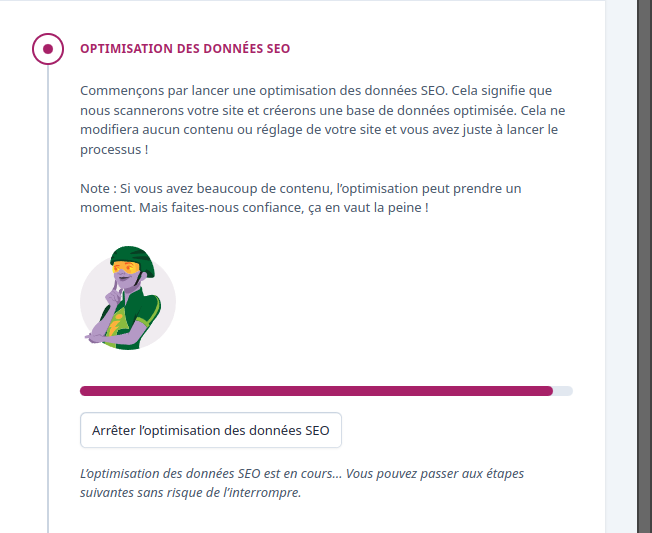 OPTIMISATION DES DONNÉES SEO
Commençons par lancer une optimisation des données SEO. Cela signifie que
nous scannerons votre site et créerons une base de données optimisée. Cela ne
modifiera aucun contenu ou réglage de votre site et vous avez juste à lancer le
processus !
Note : Si vous avez beaucoup de contenu, l’optimisation peut prendre un
moment. Mais faites-nous confiance, ça en vaut la peine !
Arrêter l’optimisation des données SEO
L’optimisation des données SEO est en cours… Vous pouvez passer aux étapes
suivantes sans risque de l’interrompre.